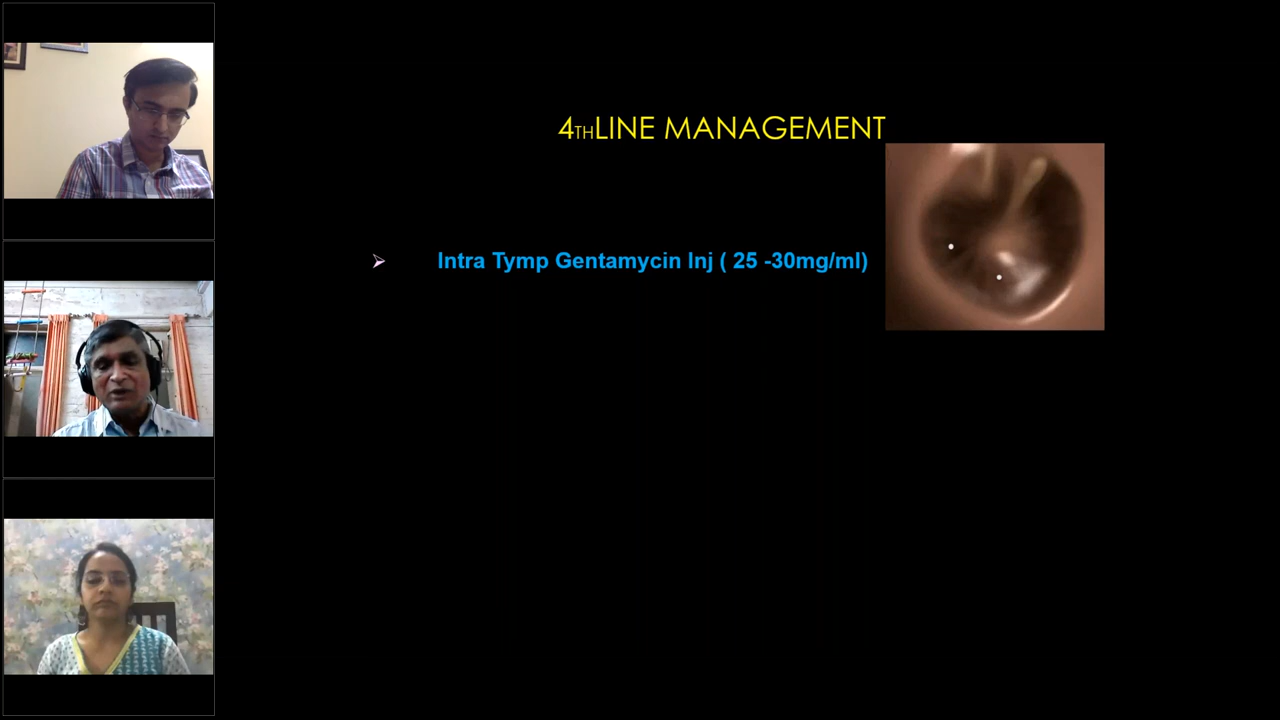 4THLINE MANAGEMENT
➢ Intra Tymp Gentamycin Inj ( 25 -30mg/ml)